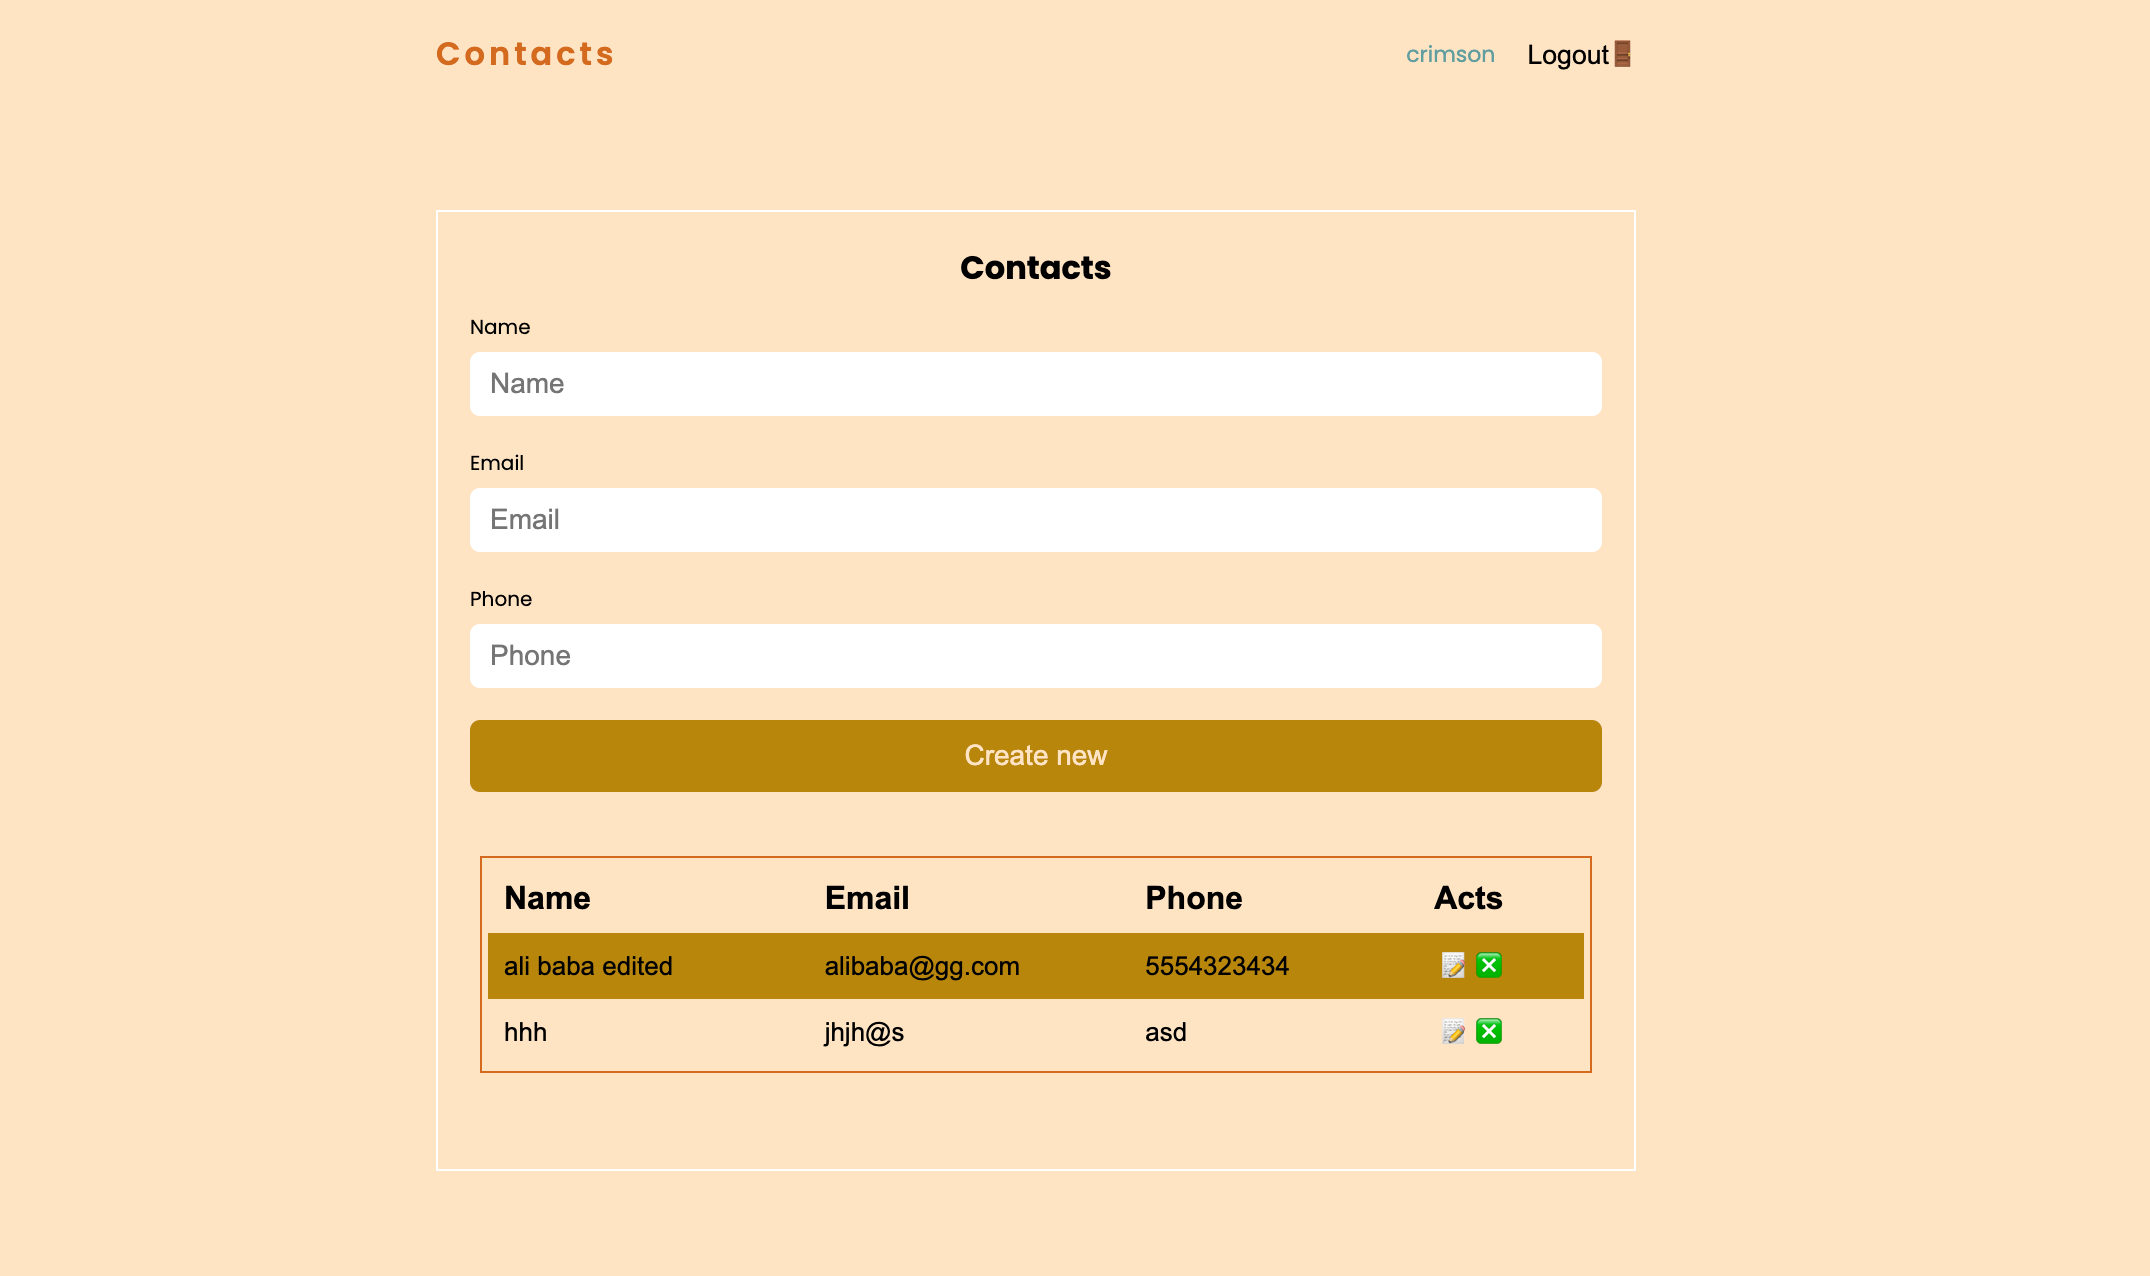 Contacts
crimson Logout
Contacts
Name
Name
Email
Email
Phone
Phone
Create new
Name Email Phone Acts
ali baba edited alibaba@gg.com 5554323434
hhh jhjh@s asd